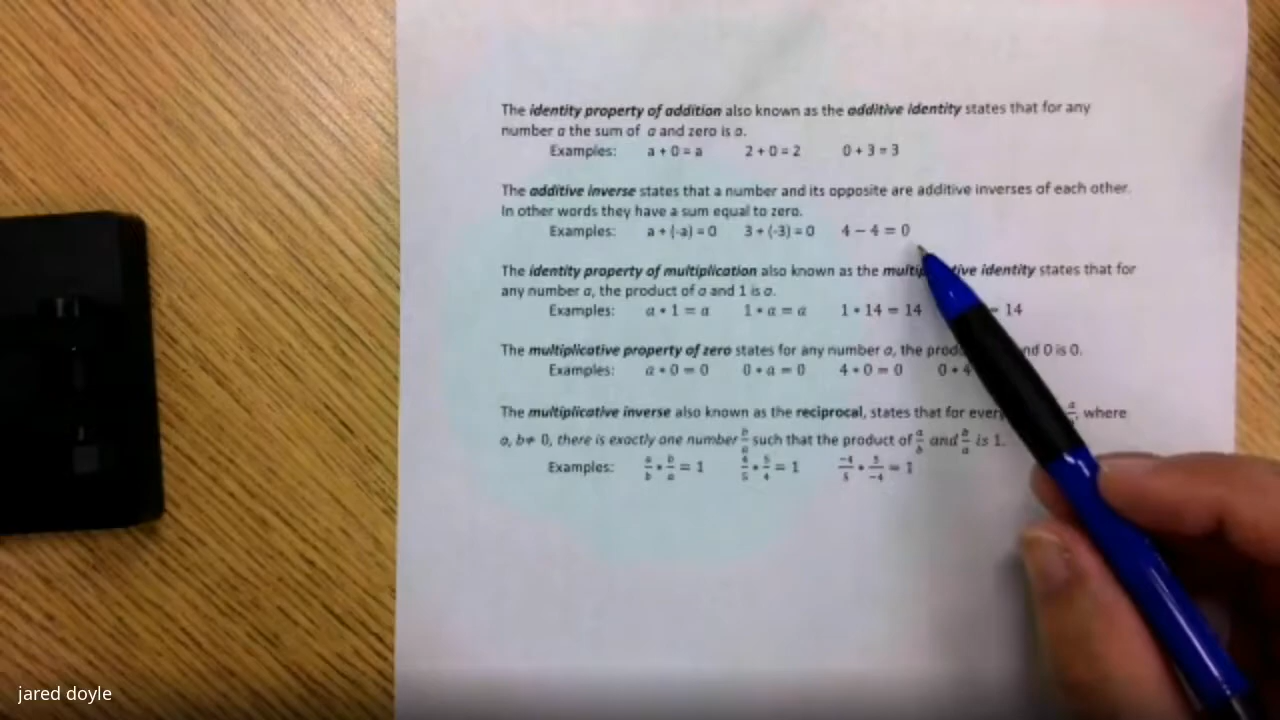 The identity property of addition also known as the additive identity states that for any
number a the sum of a and zero is a.
Examples: a + 0 = a 2 + 0 = 2 0 + 3 = 3
The additive inverse states that a number and its opposite are additive inverses of each other.
In other words they have a sum equal to zero.
Examples: a + (-a) = 0 3 + (-3) = 0 4 − 4 = 0
The identity property of multiplication also known as the identity states that for
any number a, the product of a and 1 is a.
Examples: a • 1 = a 1 • a = a 1 • 14 = 14 = 14
The multiplicative property of zero states for any number a, the 0 is 0.
Examples: a • 0 = 0 0 • a = 0 4 • 0 = 0 0 • 4
The multiplicative inverse also known as the reciprocal, states that for where
a, b≠ 0, there is exactly one number b/a such that the product of a/b and b/a is 1.
Examples: a/b • b/a = 1 4/5 • 5/4 = 1 -4/5 • 5/-4 = 1
jared doyle